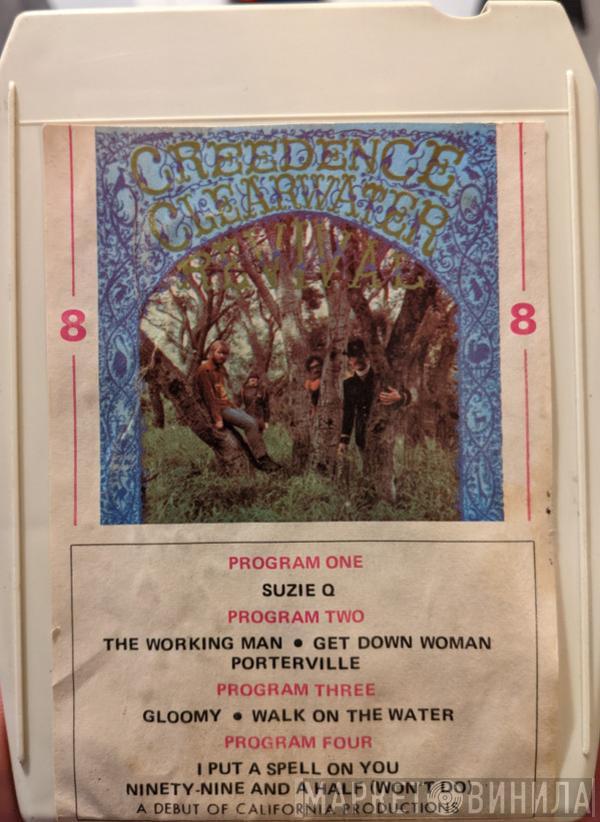 CREEDENCE
CLEARWATER
REVIVAL
8
8
PROGRAM ONE
SUZIE Q
PROGRAM TWO
THE WORKING MAN • GET DOWN WOMAN
PORTERVILLE
PROGRAM THREE
GLOOMY • WALK ON THE WATER
PROGRAM FOUR
I PUT A SPELL ON YOU
NINETY-NINE AND A HALF (WON'T DO)
A DEBUT OF CALIFORNIA PRODUCTIONS
МАРКЕТ ВИНИЛА